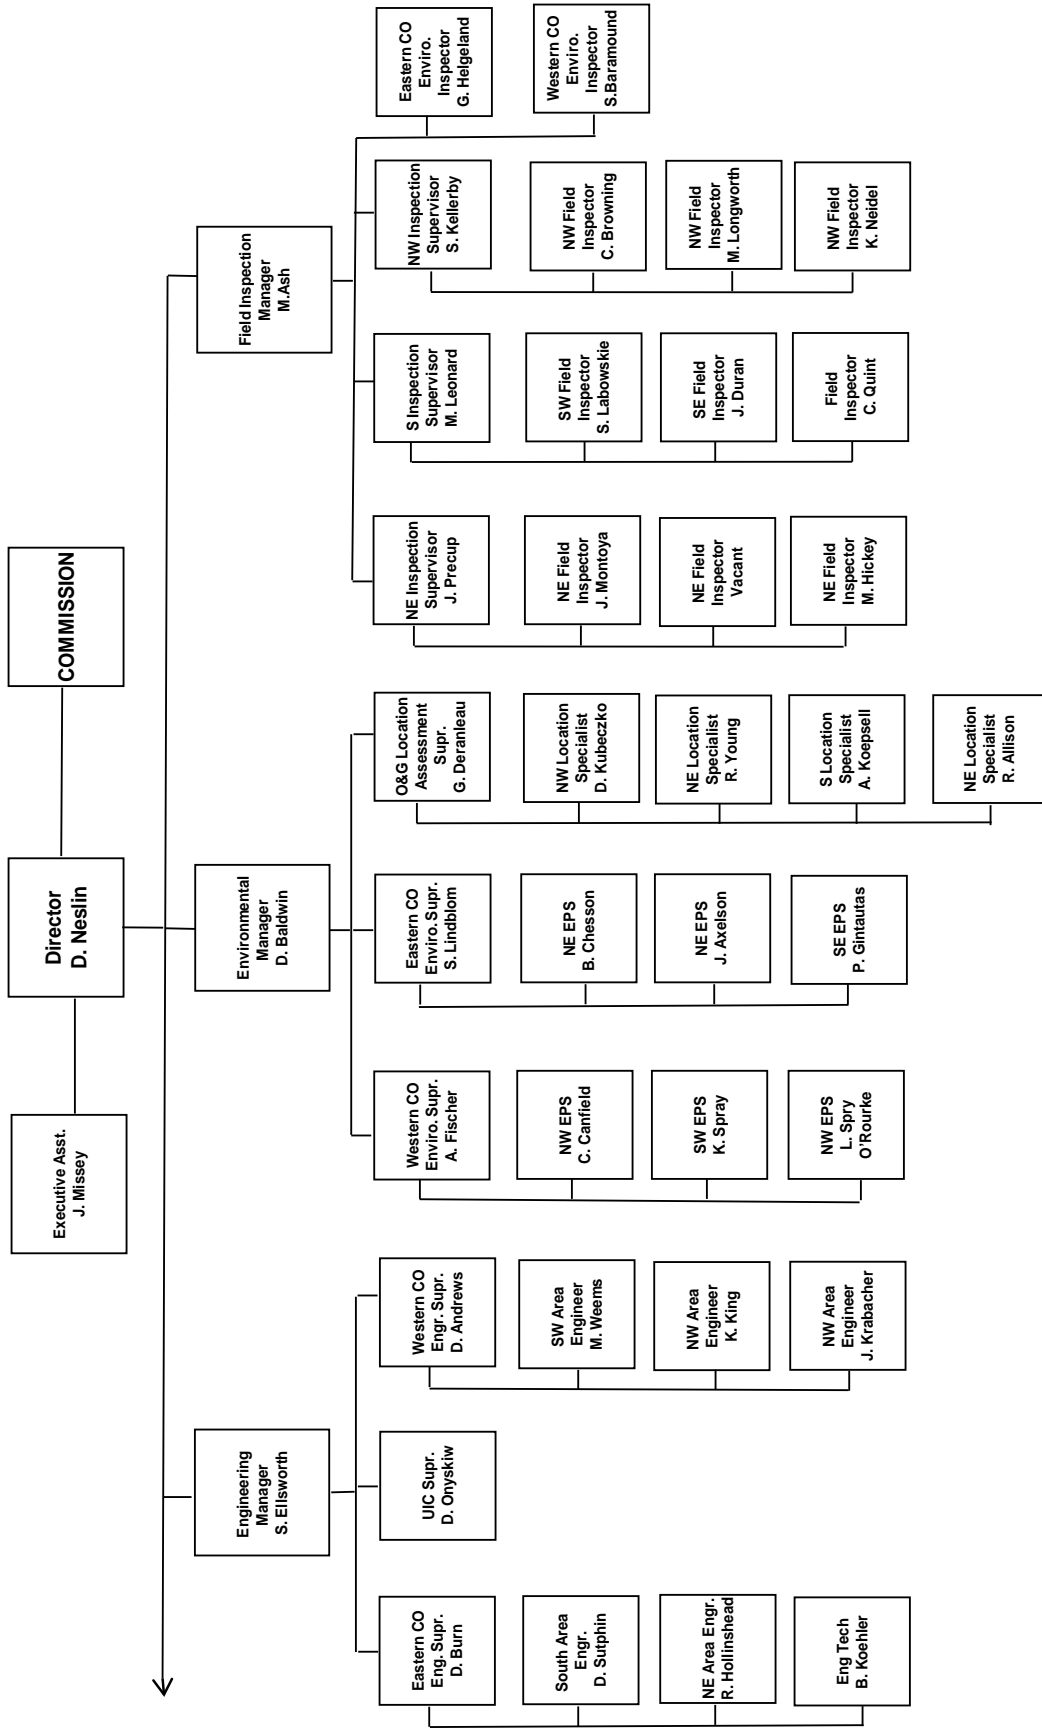 COMMISSION
Director
D. Neslin
Executive Asst.
J. Missey
Engineering
Manager
S. Ellsworth
Environmental
Manager
D. Baldwin
Field Inspection
Manager
M.Ash
Eastern CO
Eng. Supr.
D. Burn
South Area
Engr.
D. Sutphin
NE Area Engr.
R. Hollinshead
Eng Tech
B. Koehler
UIC Supr.
D. Onyskiw
Western CO
Engr. Supr.
D. Andrews
SW Area
Engineer
M. Weems
NW Area
Engineer
K. King
NW Area
Engineer
J. Krabacher
Western CO
Enviro. Supr.
A. Fischer
NW EPS
C. Canfield
SW EPS
K. Spray
NW EPS
L. Spry
O'Rourke
Eastern CO
Enviro. Supr.
S. Lindblom
NE EPS
B. Chesson
NE EPS
J. Axelson
SE EPS
P. Gintautas
O&G Location
Assessment
Supr.
G. Deranleau
NW Location
Specialist
D. Kubeczko
NE Location
Specialist
R. Young
S Location
Specialist
A. Koepsell
NE Location
Specialist
R. Allison
NE Inspection
Supervisor
J. Precup
NE Field
Inspector
J. Montoya
NE Field
Inspector
Vacant
NE Field
Inspector
M. Hickey
S Inspection
Supervisor
M. Leonard
SW Field
Inspector
S. Labowskie
SE Field
Inspector
J. Duran
Field
Inspector
C. Quint
NW Inspection
Supervisor
S. Kellerby
NW Field
Inspector
C. Browning
NW Field
Inspector
M. Longworth
NW Field
Inspector
K. Neidel
Eastern CO
Enviro.
Inspector
G. Helgeland
Western CO
Enviro.
Inspector
S.Baramound